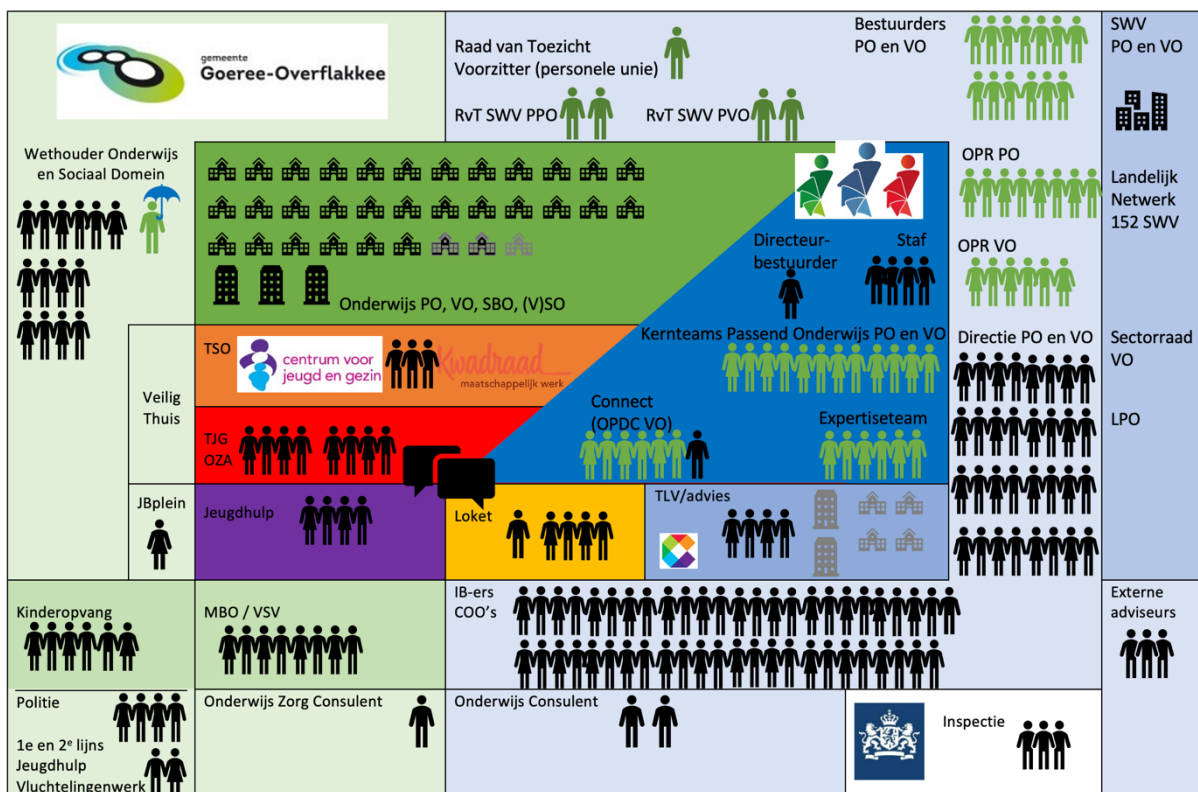 gemeente
Goeree-Overflakkee
Raad van Toezicht
Voorzitter (personele unie)
RvT SWV PPO
RvT SWV PVO
Bestuurders
PO en VO
SWV
PO en VO
Wethouder Onderwijs
en Sociaal Domein
OPR PO
Landelijk
Netwerk
152 SWV
OPR VO
Directeur-
bestuurder
Staf
Onderwijs PO, VO, SBO, (V)SO
Kernteams Passend Onderwijs PO en VO
Directie PO en VO
Sectorraad
VO
LPO
TSO
centrum voor
jeugd en gezin
Kwadraad
maatschappelijk werk
Veilig
Thuis
Connect
(OPDC VO)
Expertiseteam
TJG
OZA
JBplein
Jeugdhulp
Loket
TLV/advies
Kinderopvang
MBO / VSV
IB-ers
COO's
Externe
adviseurs
Politie
1e en 2e lijns
Jeugdhulp
Vluchtelingenwerk
Onderwijs Zorg Consulent
Onderwijs Consulent
Inspectie